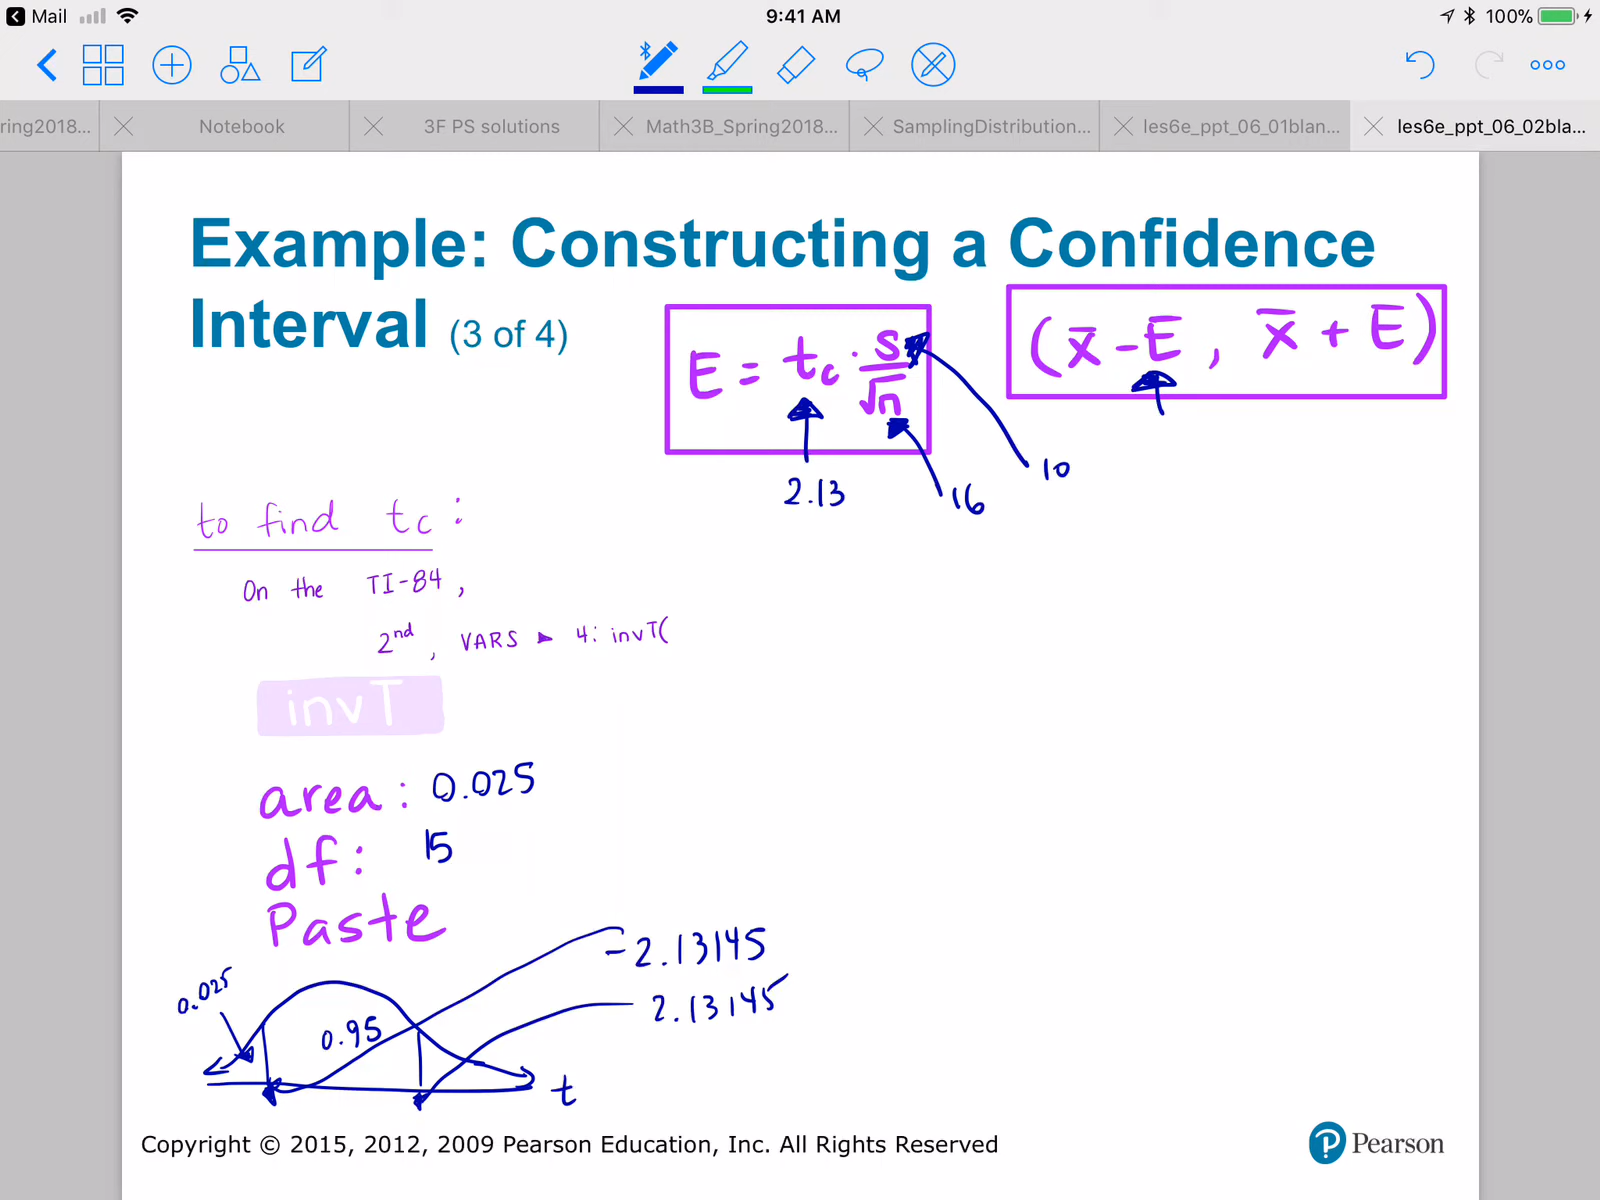 Mail
9:41 AM
100%
ring2018...
Notebook
3F PS solutions
Math3B_Spring2018...
SamplingDistribution...
les6e_ppt_06_01blan...
les6e_ppt_06_02bla...
Example: Constructing a Confidence
Interval (3 of 4)
E = tc · s/√n
(x̄ - E , x̄ + E)
2.13
16
10
to find tc :
On the TI-84,
2nd, VARS ▸ 4: invT(
invT
area: 0.025
df: 15
Paste
-2.13145
2.13145
0.025
0.95
t
Copyright © 2015, 2012, 2009 Pearson Education, Inc. All Rights Reserved
P Pearson